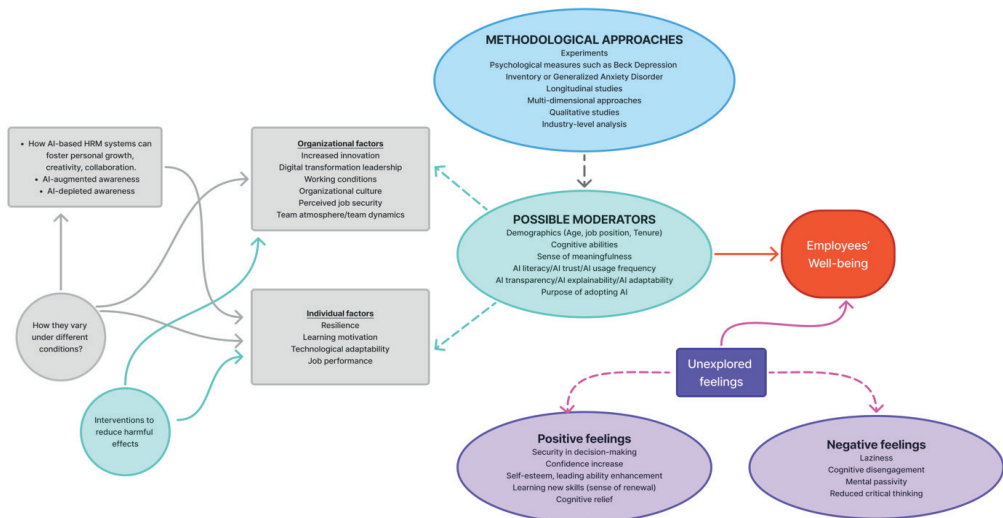 METHODOLOGICAL APPROACHES
Experiments
Psychological measures such as Beck Depression
Inventory or Generalized Anxiety Disorder
Longitudinal studies
Multi-dimensional approaches
Qualitative studies
Industry-level analysis
• How AI-based HRM systems can
foster personal growth,
creativity, collaboration.
• AI-augmented awareness
• AI-depleted awareness
Organizational factors
Increased innovation
Digital transformation leadership
Working conditions
Organizational culture
Perceived job security
Team atmosphere/team dynamics
POSSIBLE MODERATORS
Demographics (Age, job position, Tenure)
Cognitive abilities
Sense of meaningfulness
AI literacy/AI trust/AI usage frequency
AI transparency/AI explainability/AI adaptability
Purpose of adopting AI
Employees'
Well-being
How they vary
under different
conditions?
Individual factors
Resilience
Learning motivation
Technological adaptability
Job performance
Unexplored
feelings
Interventions to
reduce harmful
effects
Positive feelings
Security in decision-making
Confidence increase
Self-esteem, leading ability enhancement
Learning new skills (sense of renewal)
Cognitive relief
Negative feelings
Laziness
Cognitive disengagement
Mental passivity
Reduced critical thinking